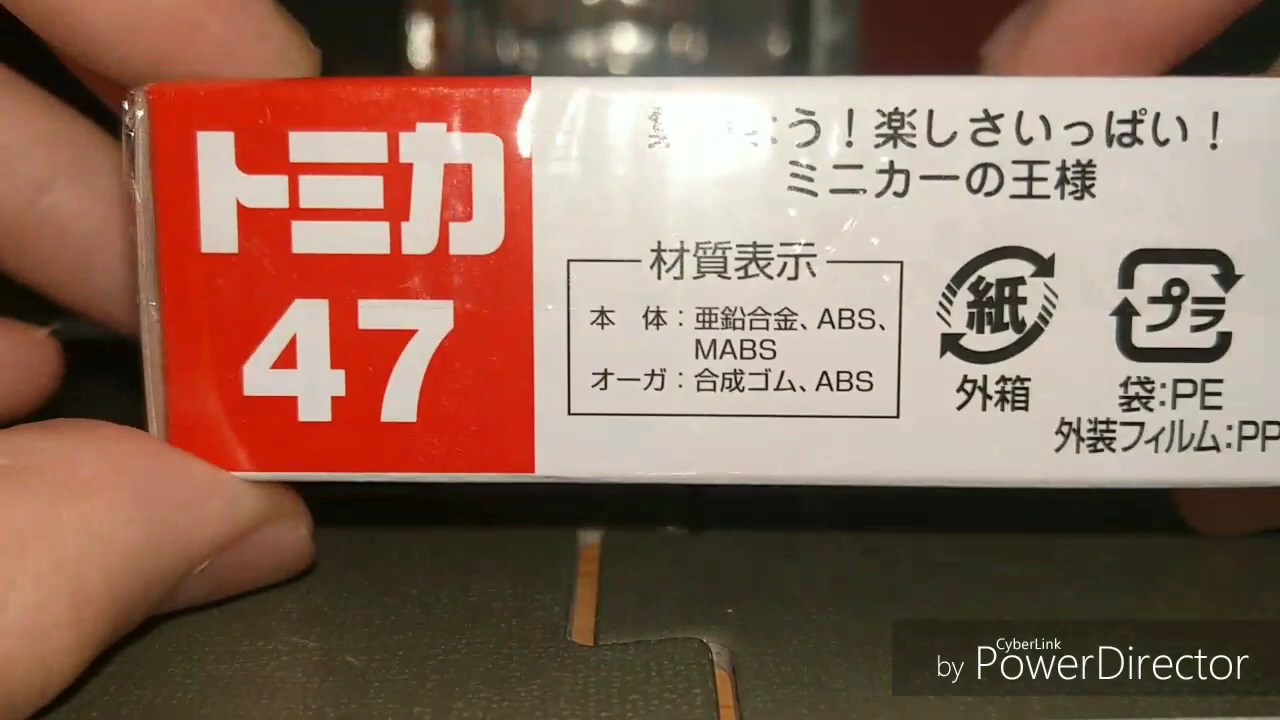 トミカ
47
う！楽しさいっぱい！
ミニカーの王様
材質表示
本　体：亜鉛合金、ABS、
MABS
オーガ：合成ゴム、ABS
紙
外箱
プラ
袋：PE
外装フィルム：PP
CyberLink
by PowerDirector